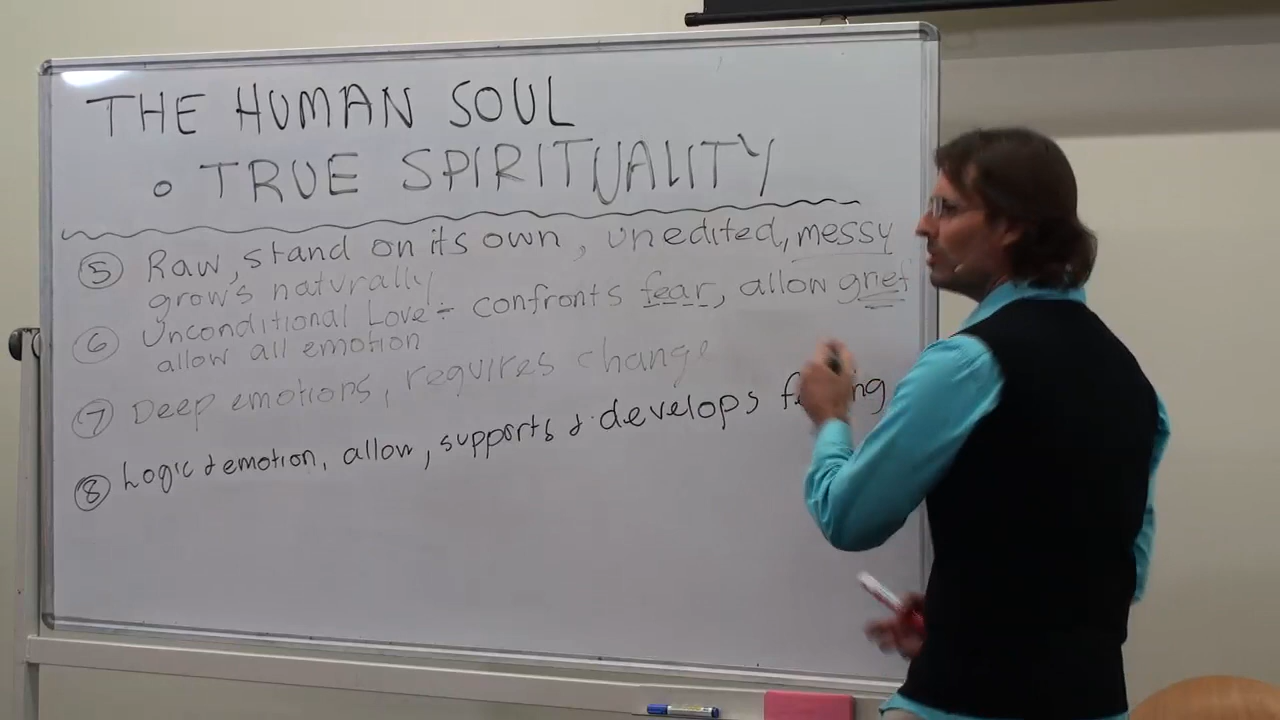 THE HUMAN SOUL
o TRUE SPIRITUALITY
⑤ Raw, stand on its own, unedited, messy
grows naturally
⑥ Unconditional Love ÷ confronts fear, allow grief
allow all emotion
⑦ Deep emotions, requires change
⑧ Logic & emotion, allow, supports & develops